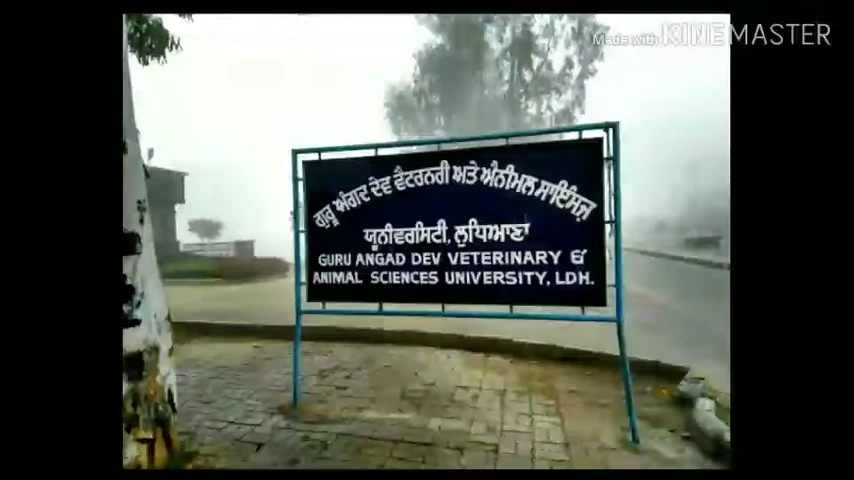 Made with KINEMASTER
ਗੁਰੂ ਅੰਗਦ ਦੇਵ ਵੈਟਰਨਰੀ ਅਤੇ ਐਨੀਮਲ ਸਾਇੰਸਜ਼
ਯੂਨੀਵਰਸਿਟੀ, ਲੁਧਿਆਣਾ
GURU ANGAD DEV VETERINARY &
ANIMAL SCIENCES UNIVERSITY, LDH.